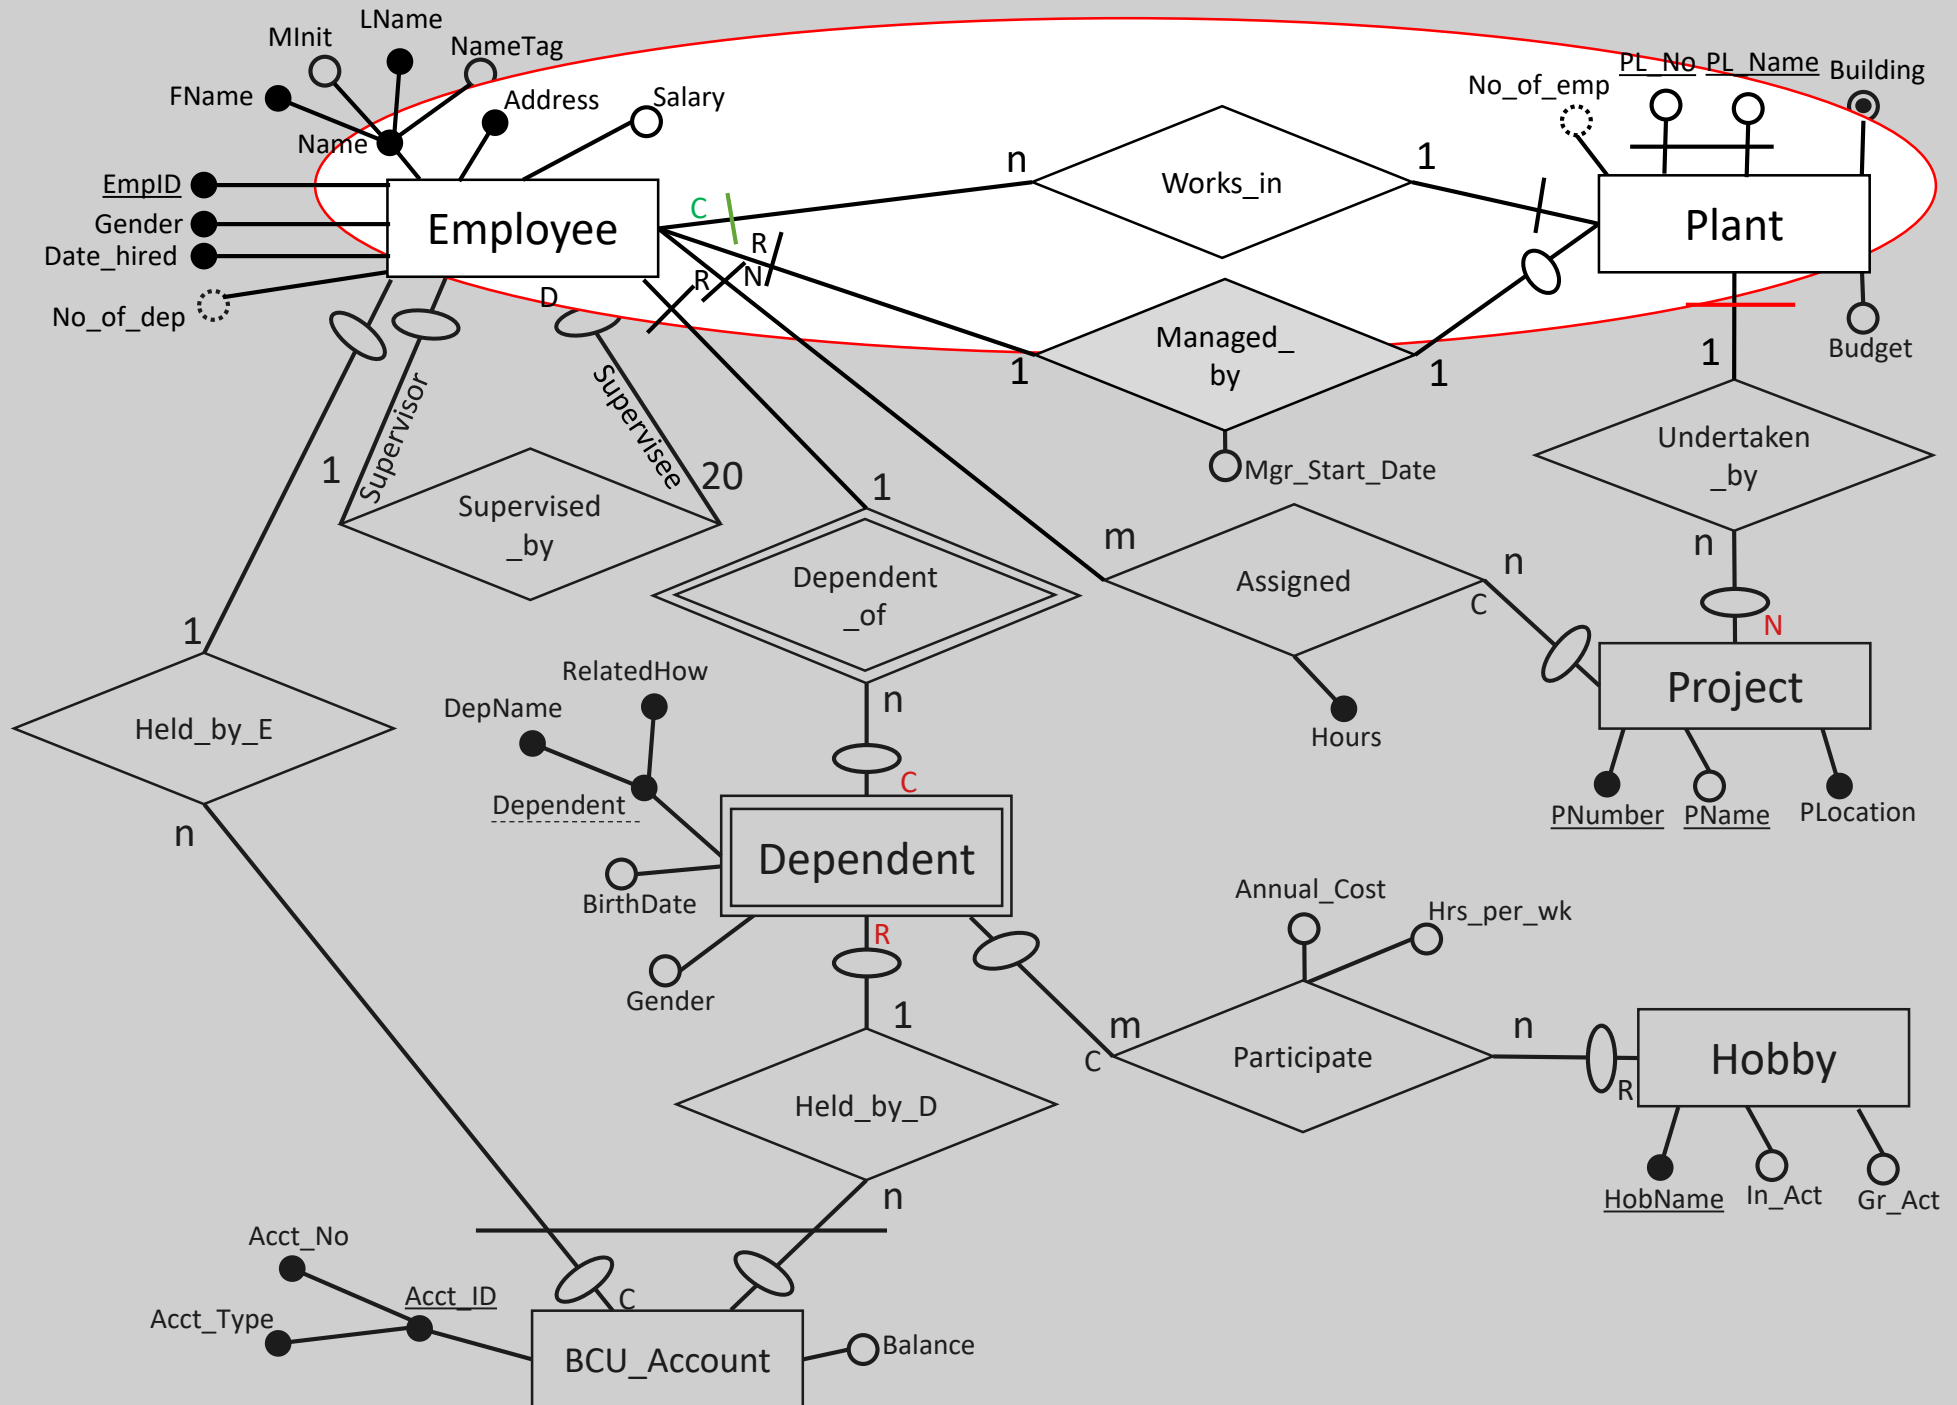 LName
MInit
NameTag
FName
Address
Salary
Name
EmpID
Gender
Date_hired
No_of_dep
Employee
C
R
N
R
D
n
Works_in
1
No_of_emp
PL_No
PL_Name
Building
Plant
Budget
1
Managed_
by
1
Mgr_Start_Date
1
Undertaken
_by
n
N
1
Supervisor
Supervisee
20
Supervised
_by
1
Dependent
_of
n
C
m
Assigned
n
C
Hours
Project
PNumber
PName
PLocation
1
Held_by_E
n
RelatedHow
DepName
Dependent
BirthDate
Gender
Dependent
R
1
Held_by_D
n
Annual_Cost
Hrs_per_wk
m
C
Participate
n
R
Hobby
HobName
In_Act
Gr_Act
Acct_No
Acct_Type
Acct_ID
C
BCU_Account
Balance